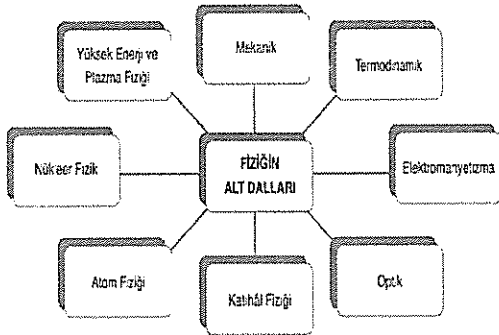 Mekanik
Yüksek Enerji ve
Plazma Fiziği
Termodinamik
Nükleer Fizik
FİZİĞİN
ALT DALLARI
Elektromanyetizma
Atom Fiziği
Katıhâl Fiziği
Optik